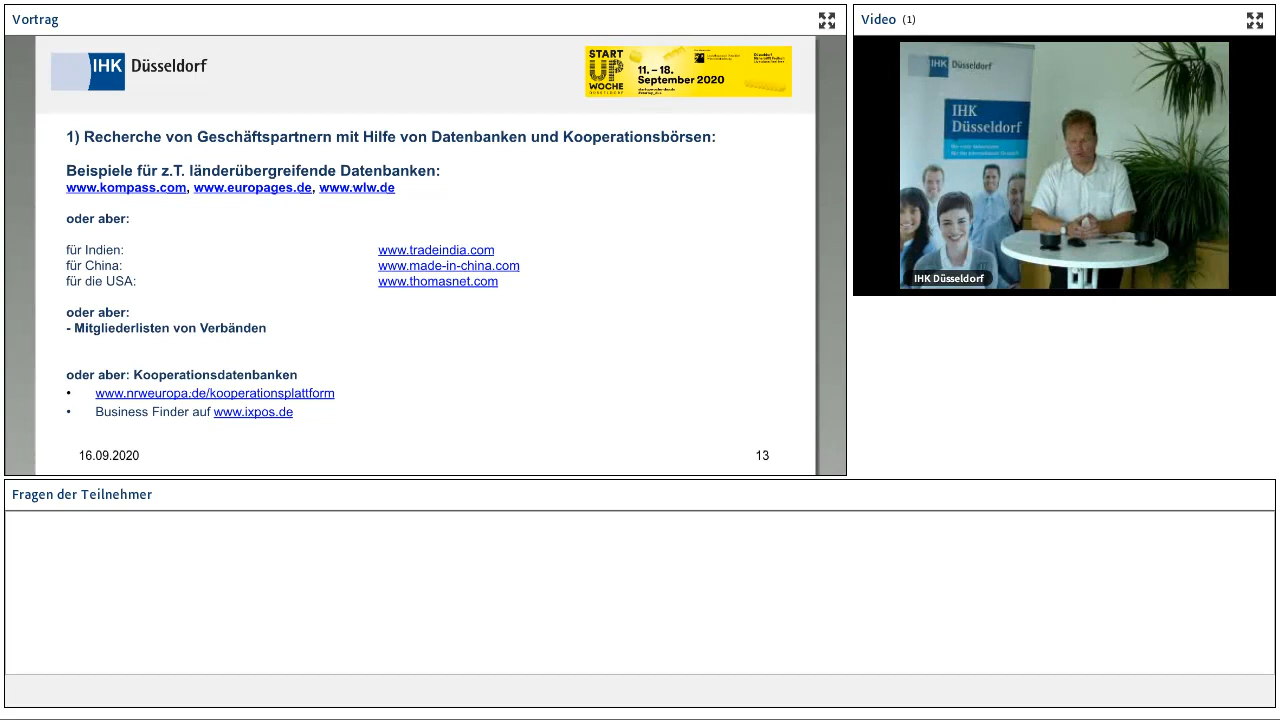 Vortrag
IHK Düsseldorf
START
UP
WOCHE
DÜSSELDORF
11. – 18.
September 2020
1) Recherche von Geschäftspartnern mit Hilfe von Datenbanken und Kooperationsbörsen:
Beispiele für z.T. länderübergreifende Datenbanken:
www.kompass.com, www.europages.de, www.wlw.de
oder aber:
für Indien: www.tradeindia.com
für China: www.made-in-china.com
für die USA: www.thomasnet.com
oder aber:
- Mitgliederlisten von Verbänden
oder aber: Kooperationsdatenbanken
• www.nrweuropa.de/kooperationsplattform
• Business Finder auf www.ixpos.de
16.09.2020 13
Video (1)
IHK Düsseldorf
IHK
Düsseldorf
IHK Düsseldorf
Fragen der Teilnehmer